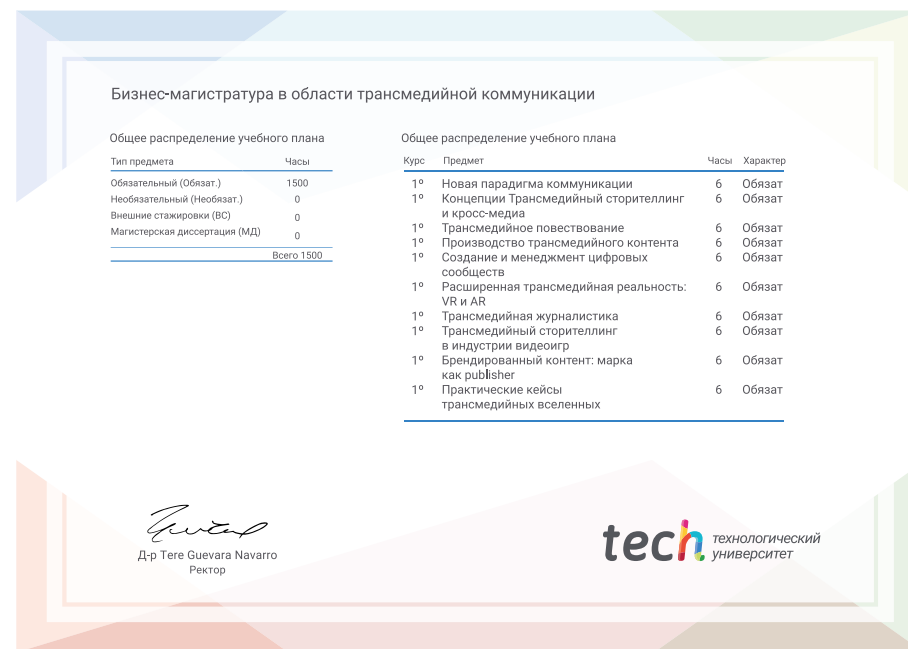 Бизнес-магистратура в области трансмедийной коммуникации
Общее распределение учебного плана
Тип предмета Часы
Обязательный (Обязат.) 1500
Необязательный (Необязат.) 0
Внешние стажировки (ВС) 0
Магистерская диссертация (МД) 0
Всего 1500
Общее распределение учебного плана
Курс Предмет Часы Характер
1º Новая парадигма коммуникации 6 Обязат
1º Концепции Трансмедийный сторителлинг 6 Обязат
и кросс-медиа
1º Трансмедийное повествование 6 Обязат
1º Производство трансмедийного контента 6 Обязат
1º Создание и менеджмент цифровых 6 Обязат
сообществ
1º Расширенная трансмедийная реальность: 6 Обязат
VR и AR
1º Трансмедийная журналистика 6 Обязат
1º Трансмедийный сторителлинг 6 Обязат
в индустрии видеоигр
1º Брендированный контент: марка 6 Обязат
как publisher
1º Практические кейсы 6 Обязат
трансмедийных вселенных
Д-р Tere Guevara Navarro
Ректор
tech технологический
университет